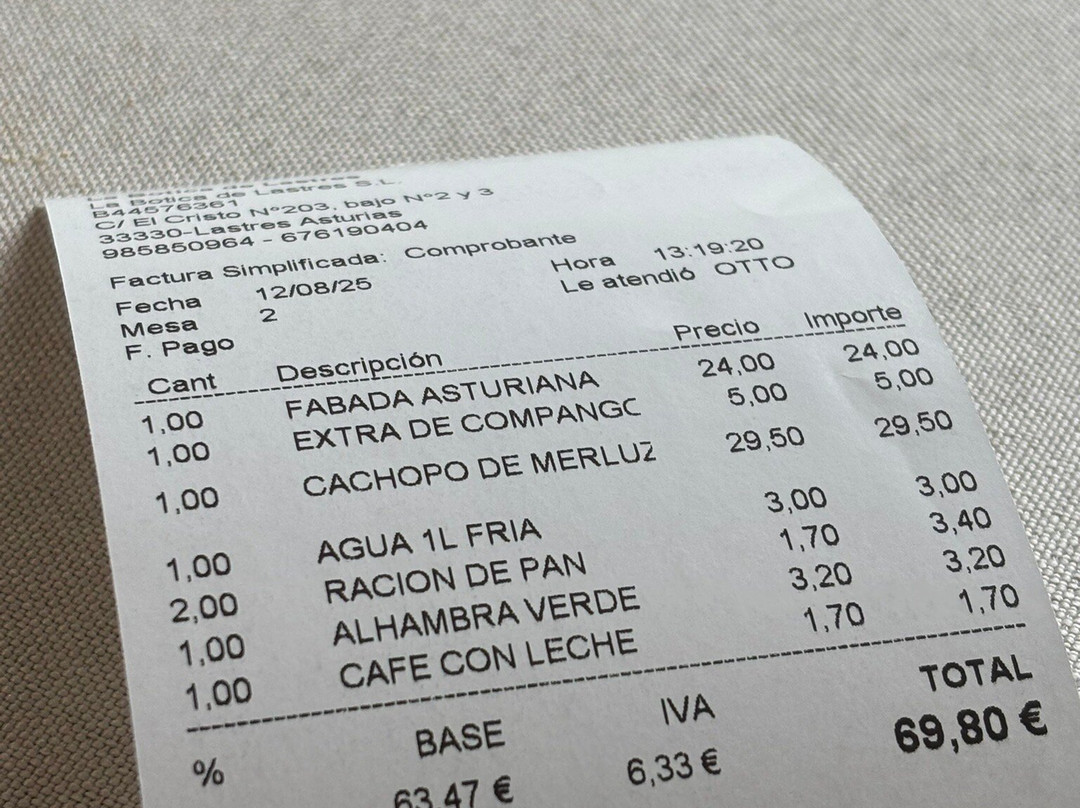 La Botica de Lastres S.L.
B44576361
C/ El Cristo Nº203, bajo Nº2 y 3
33330-Lastres Asturias
985850964 - 676190404
Factura Simplificada: Comprobante
Fecha 12/08/25 Hora 13:19:20
Mesa 2 Le atendió OTTO
F. Pago
Cant Descripción Precio Importe
1,00 FABADA ASTURIANA 24,00 24,00
1,00 EXTRA DE COMPANGO 5,00 5,00
1,00 CACHOPO DE MERLUZ 29,50 29,50
1,00 AGUA 1L FRIA 3,00 3,00
2,00 RACION DE PAN 1,70 3,40
1,00 ALHAMBRA VERDE 3,20 3,20
1,00 CAFE CON LECHE 1,70 1,70
% BASE IVA TOTAL
63,47 € 6,33 € 69,80 €